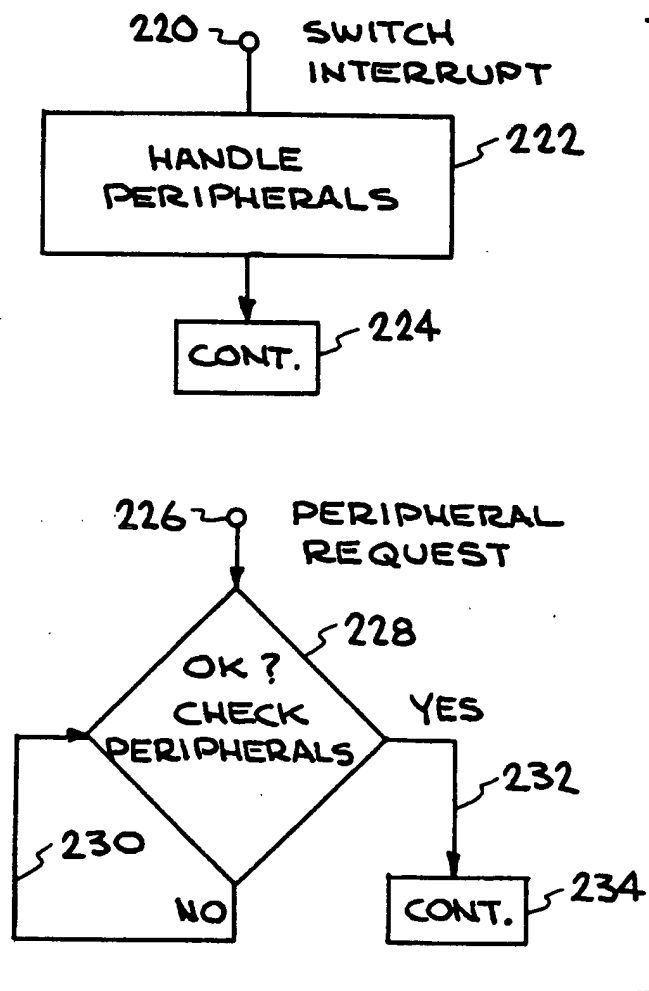 220 SWITCH
INTERRUPT
222
HANDLE
PERIPHERALS
224
CONT.
226 PERIPHERAL
REQUEST
228
OK?
CHECK
PERIPHERALS
YES
232
230
NO
234
CONT.